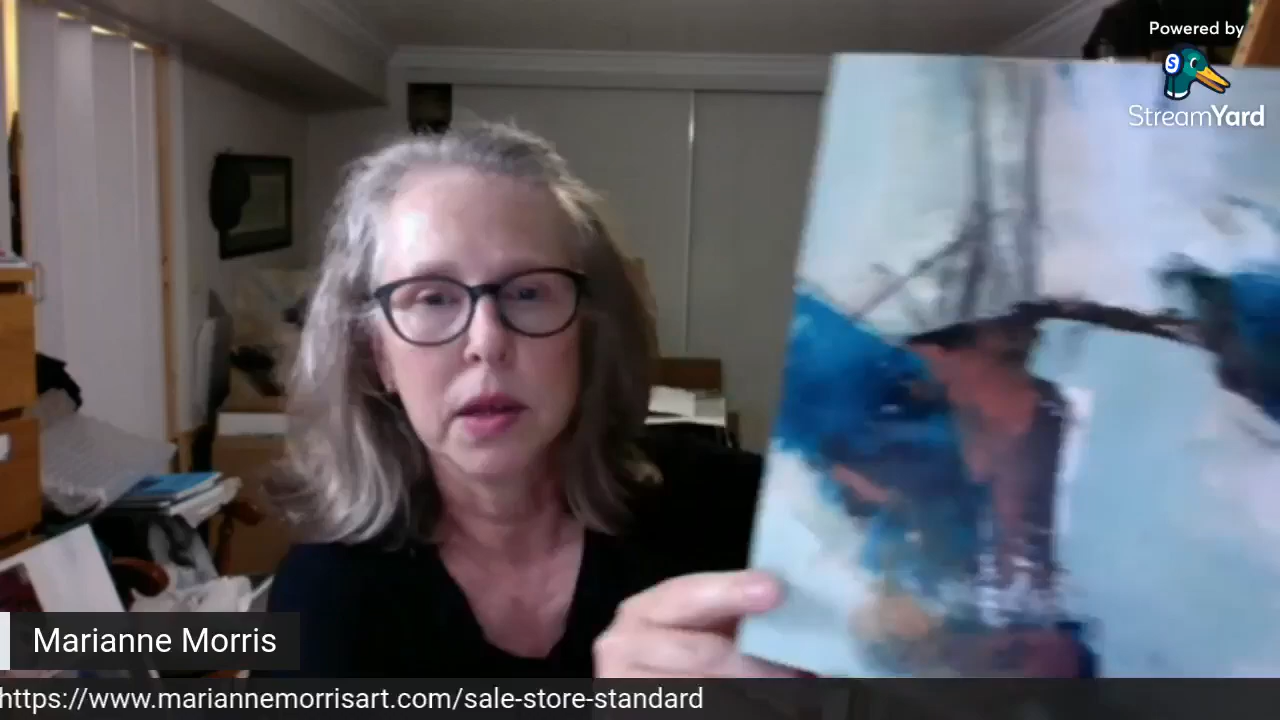 Powered by
S
StreamYard
Marianne Morris
https://www.mariannemorrisart.com/sale-store-standard